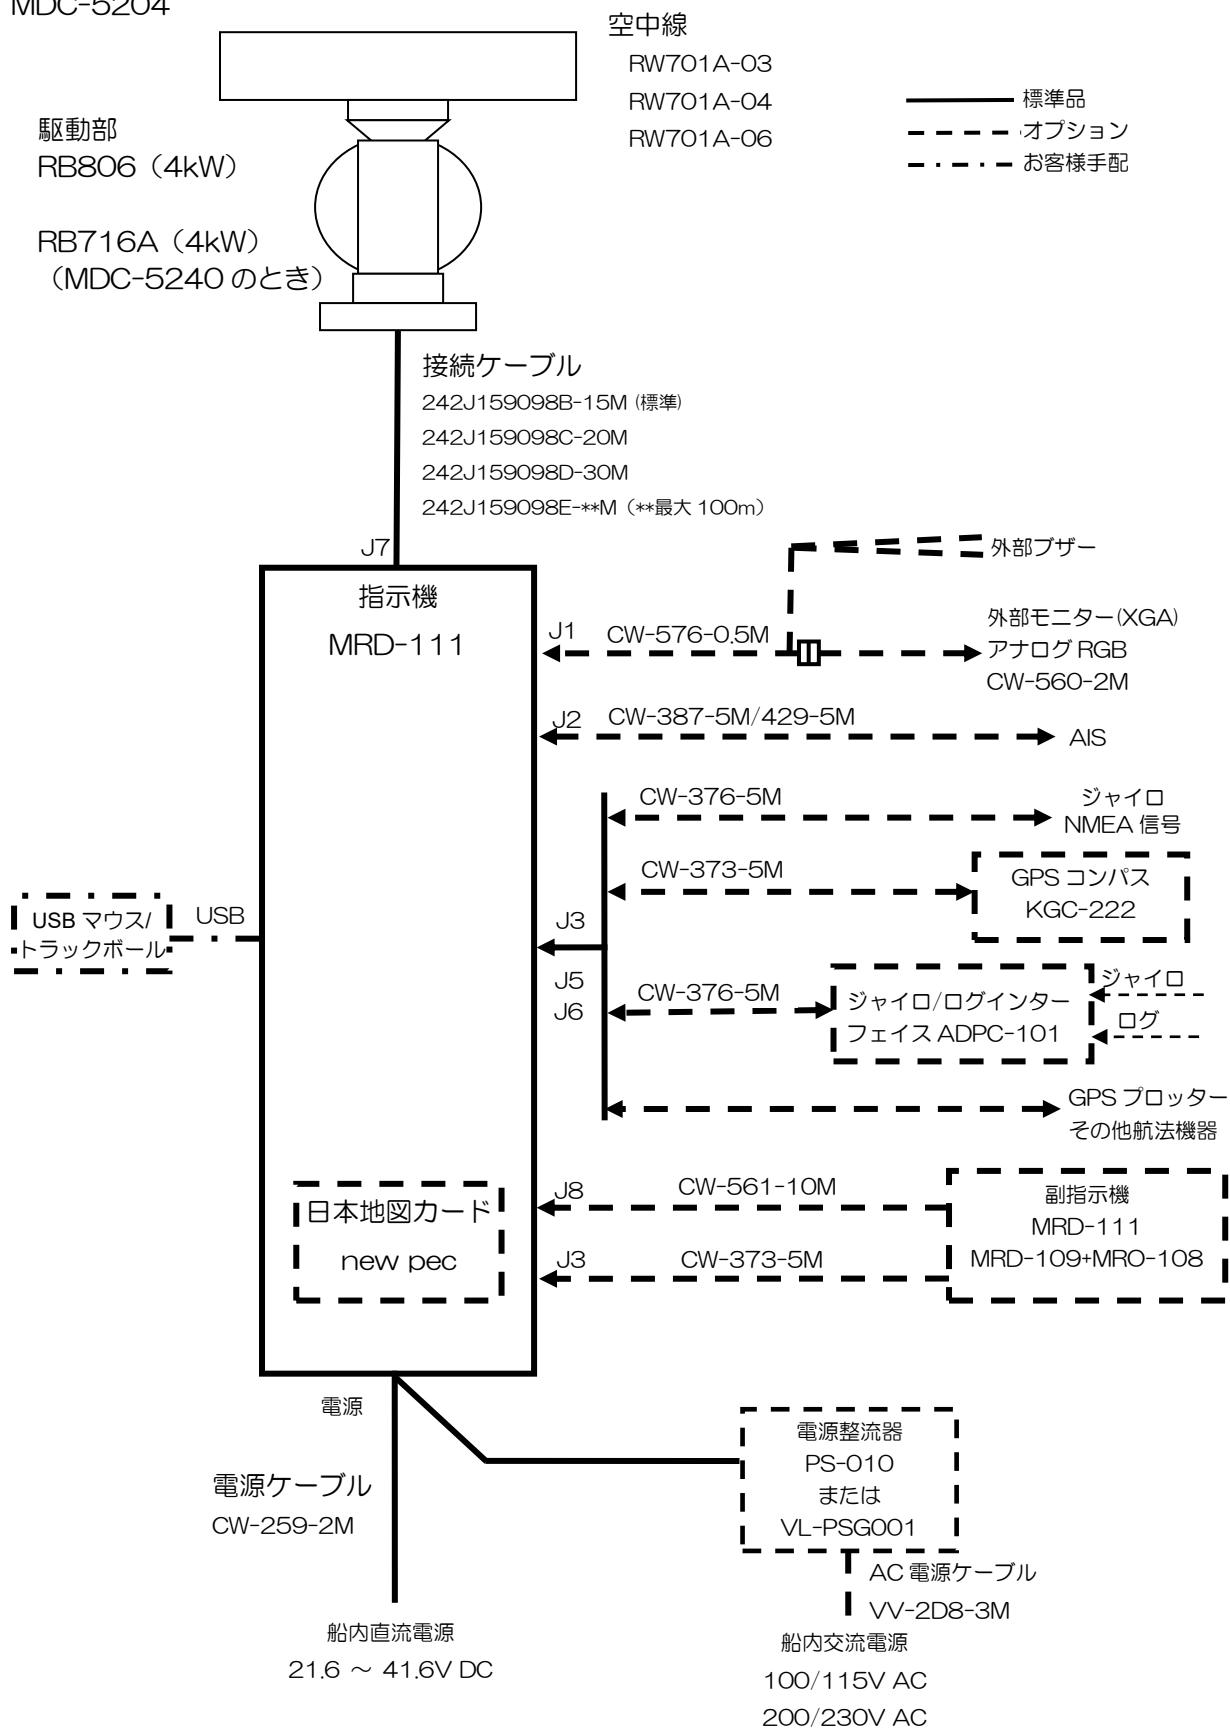 MDC-5204
空中線
RW701A-03
RW701A-04
RW701A-06
標準品
オプション
お客様手配
駆動部
RB806（4kW）
RB716A（4kW）
（MDC-5240 のとき）
接続ケーブル
242J159098B-15M (標準)
242J159098C-20M
242J159098D-30M
242J159098E-**M（**最大 100m）
J7
指示機
MRD-111
外部ブザー
J1
CW-576-0.5M
外部モニター(XGA)
アナログ RGB
CW-560-2M
J2
CW-387-5M/429-5M
AIS
CW-376-5M
ジャイロ
NMEA 信号
CW-373-5M
GPS コンパス
KGC-222
USB マウス/
トラックボール
USB
J3
J5
J6
CW-376-5M
ジャイロ/ログインター
フェイス ADPC-101
ジャイロ
ログ
GPS プロッター
その他航法機器
日本地図カード
new pec
J8
CW-561-10M
副指示機
MRD-111
MRD-109+MRO-108
J3
CW-373-5M
電源
電源ケーブル
CW-259-2M
電源整流器
PS-010
または
VL-PSG001
AC 電源ケーブル
VV-2D8-3M
船内直流電源
21.6 ～ 41.6V DC
船内交流電源
100/115V AC
200/230V AC